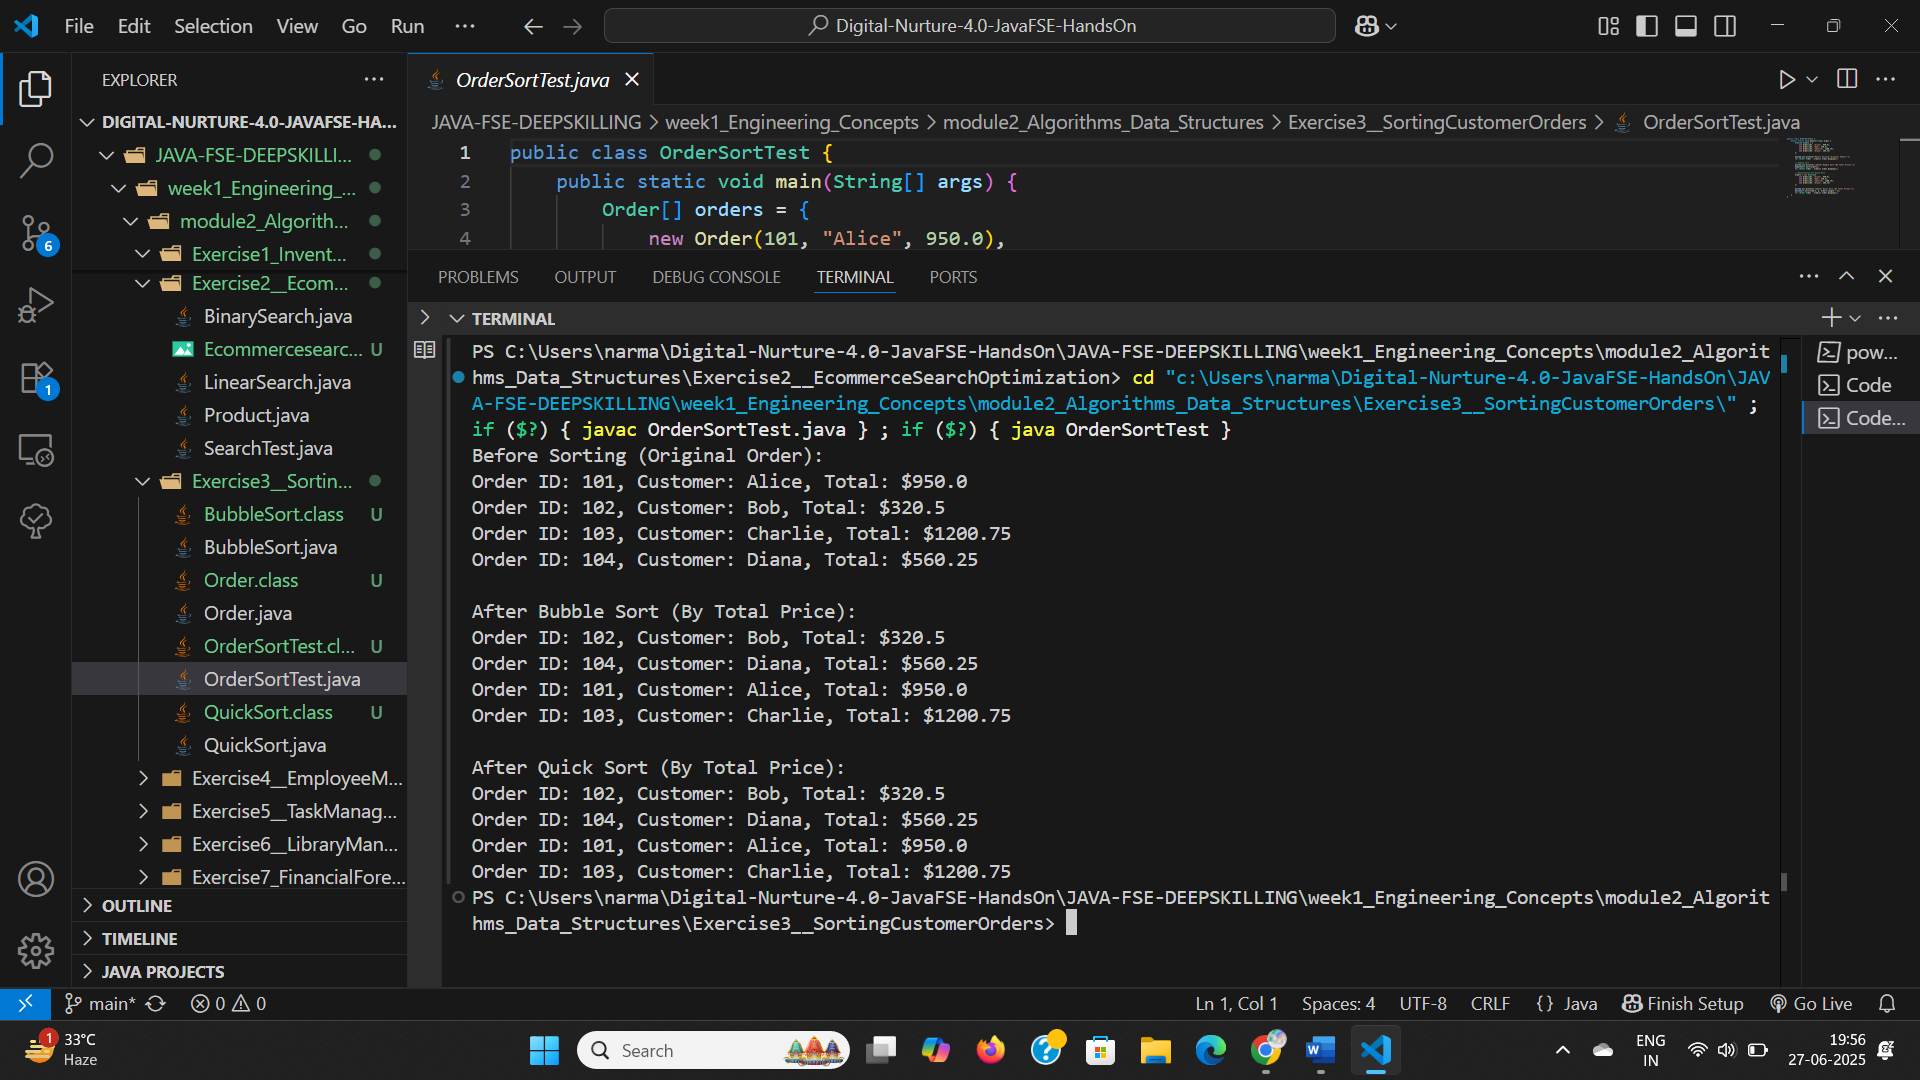 File Edit Selection View Go Run ···
Digital-Nurture-4.0-JavaFSE-HandsOn
EXPLORER
DIGITAL-NURTURE-4.0-JAVAFSE-HA...
JAVA-FSE-DEEPSKILLI...
week1_Engineering_...
module2_Algorith...
Exercise1_Invent...
Exercise2__Ecom...
BinarySearch.java
Ecommercesearc... U
LinearSearch.java
Product.java
SearchTest.java
Exercise3__Sortin...
BubbleSort.class U
BubbleSort.java
Order.class U
Order.java
OrderSortTest.cl... U
OrderSortTest.java
QuickSort.class U
QuickSort.java
Exercise4__EmployeeM...
Exercise5__TaskManag...
Exercise6__LibraryMan...
Exercise7_FinancialFore...
OUTLINE
TIMELINE
JAVA PROJECTS
6
1
OrderSortTest.java
JAVA-FSE-DEEPSKILLING > week1_Engineering_Concepts > module2_Algorithms_Data_Structures > Exercise3__SortingCustomerOrders > OrderSortTest.java
1 public class OrderSortTest {
2 public static void main(String[] args) {
3 Order[] orders = {
4 new Order(101, "Alice", 950.0),
PROBLEMS OUTPUT DEBUG CONSOLE TERMINAL PORTS
TERMINAL
PS C:\Users\narma\Digital-Nurture-4.0-JavaFSE-HandsOn\JAVA-FSE-DEEPSKILLING\week1_Engineering_Concepts\module2_Algorit
hms_Data_Structures\Exercise2__EcommerceSearchOptimization> cd "c:\Users\narma\Digital-Nurture-4.0-JavaFSE-HandsOn\JAV
A-FSE-DEEPSKILLING\week1_Engineering_Concepts\module2_Algorithms_Data_Structures\Exercise3__SortingCustomerOrders\" ;
if ($?) { javac OrderSortTest.java } ; if ($?) { java OrderSortTest }
Before Sorting (Original Order):
Order ID: 101, Customer: Alice, Total: $950.0
Order ID: 102, Customer: Bob, Total: $320.5
Order ID: 103, Customer: Charlie, Total: $1200.75
Order ID: 104, Customer: Diana, Total: $560.25
After Bubble Sort (By Total Price):
Order ID: 102, Customer: Bob, Total: $320.5
Order ID: 104, Customer: Diana, Total: $560.25
Order ID: 101, Customer: Alice, Total: $950.0
Order ID: 103, Customer: Charlie, Total: $1200.75
After Quick Sort (By Total Price):
Order ID: 102, Customer: Bob, Total: $320.5
Order ID: 104, Customer: Diana, Total: $560.25
Order ID: 101, Customer: Alice, Total: $950.0
Order ID: 103, Customer: Charlie, Total: $1200.75
PS C:\Users\narma\Digital-Nurture-4.0-JavaFSE-HandsOn\JAVA-FSE-DEEPSKILLING\week1_Engineering_Concepts\module2_Algorit
hms_Data_Structures\Exercise3__SortingCustomerOrders>
pow...
Code
Code...
main* 0 0 Ln 1, Col 1 Spaces: 4 UTF-8 CRLF {} Java Finish Setup Go Live
1
33°C
Haze
Search
ENG
IN
19:56
27-06-2025